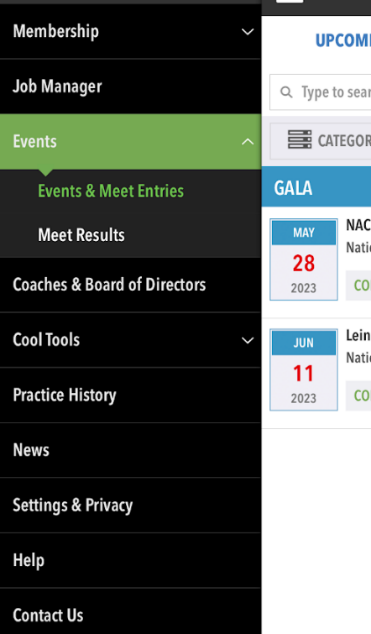 Membership
Job Manager
Events
Events & Meet Entries
Meet Results
Coaches & Board of Directors
Cool Tools
Practice History
News
Settings & Privacy
Help
Contact Us
UPCOM
Type to sear
CATEGOR
GALA
MAY
28
2023
NAC
Natio
CO
JUN
11
2023
Lein
Natio
CO